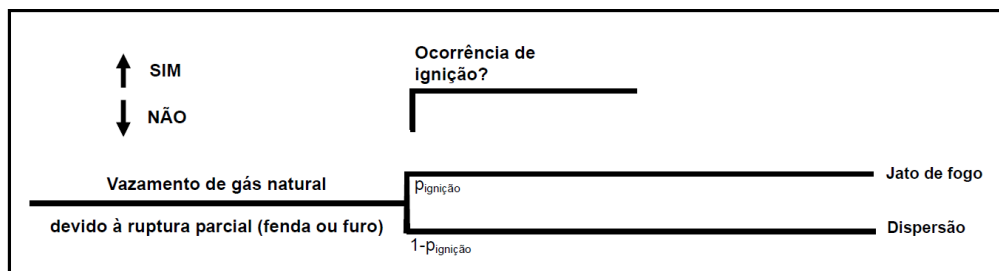 Ocorrência de
ignição?
SIM
NÃO
Vazamento de gás natural
devido à ruptura parcial (fenda ou furo)
pignição
1-pignição
Jato de fogo
Dispersão